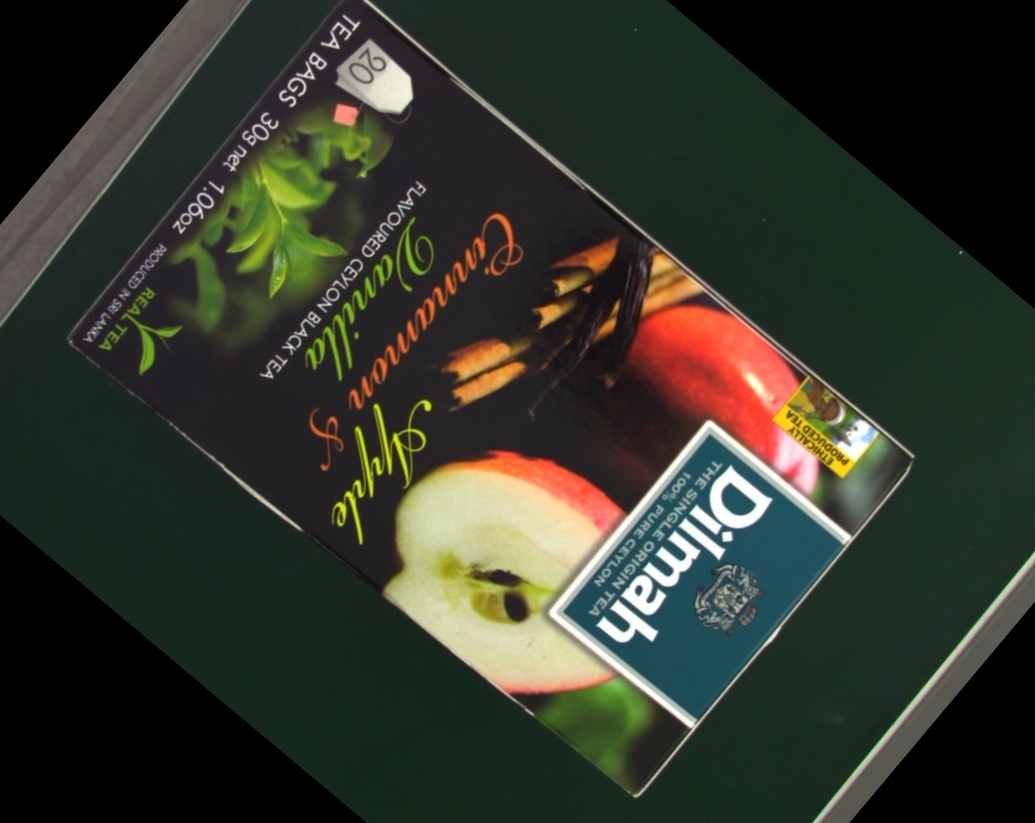 Dilmah
THE SINGLE ORIGIN TEA
100% PURE CEYLON
ETHICALLY
PRODUCED TEA
Apple
Cinnamon &
Vanilla
FLAVOURED CEYLON BLACK TEA
REAL TEA
PRODUCED IN SRI LANKA
20
TEA BAGS 30g net 1.06oz